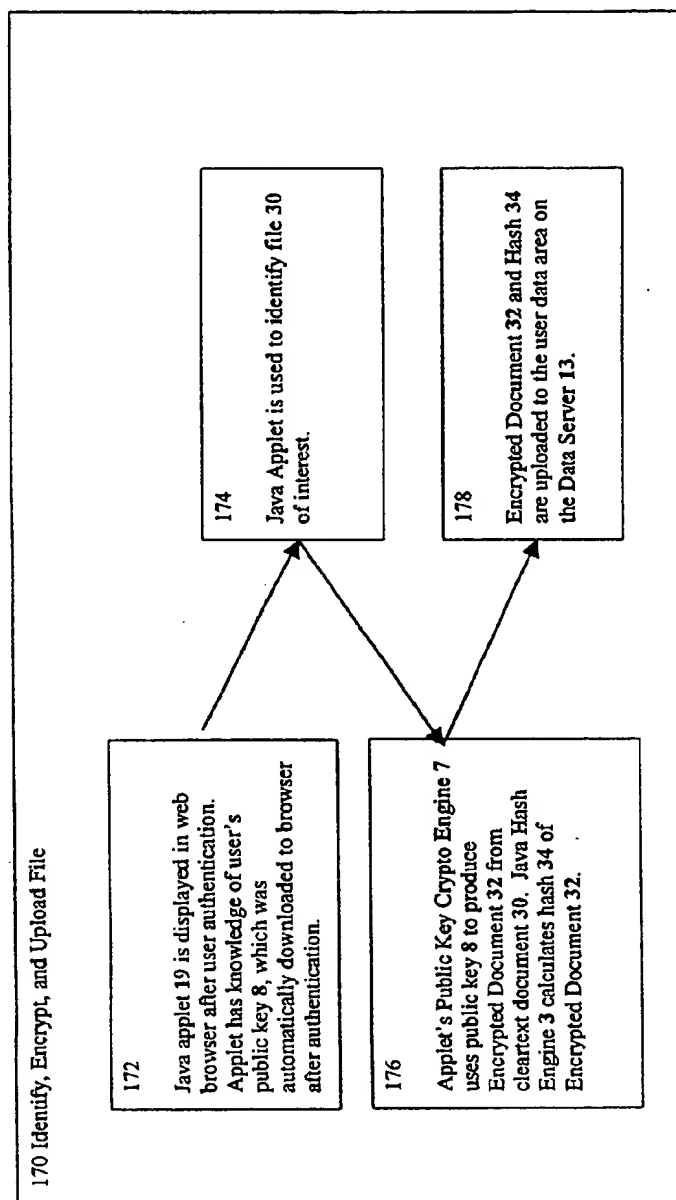 170 Identify, Encrypt, and Upload File
172
Java applet 19 is displayed in web
browser after user authentication.
Applet has knowledge of user's
public key 8, which was
automatically downloaded to browser
after authentication.
174
Java Applet is used to identify file 30
of interest.
176
Applet's Public Key Crypto Engine 7
uses public key 8 to produce
Encrypted Document 32 from
cleartext document 30. Java Hash
Engine 3 calculates hash 34 of
Encrypted Document 32.
178
Encrypted Document 32 and Hash 34
are uploaded to the user data area on
the Data Server 13.